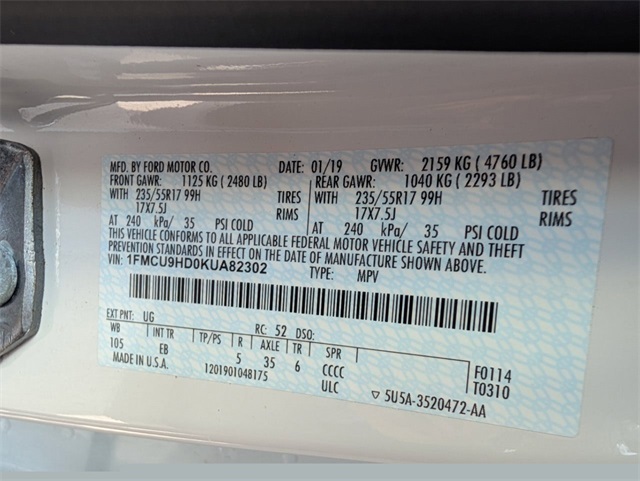 MFD. BY FORD MOTOR CO. DATE: 01/19 GVWR: 2159 KG ( 4760 LB)
FRONT GAWR: 1125 KG ( 2480 LB) REAR GAWR: 1040 KG ( 2293 LB)
WITH 235/55R17 99H TIRES WITH 235/55R17 99H TIRES
17X7.5J RIMS 17X7.5J RIMS
AT 240 kPa/ 35 PSI COLD AT 240 kPa/ 35 PSI COLD
THIS VEHICLE CONFORMS TO ALL APPLICABLE FEDERAL MOTOR VEHICLE SAFETY AND THEFT
PREVENTION STANDARDS IN EFFECT ON THE DATE OF MANUFACTURE SHOWN ABOVE.
VIN: 1FMCU9HD0KUA82302 TYPE: MPV
EXT PNT: UG RC: 52 DSO:
WB INT TR TP/PS R AXLE TR SPR
105 EB 5 35 6 CCCC F0114
MADE IN U.S.A. 1201901048175 ULC T0310
▽ 5U5A-3520472-AA